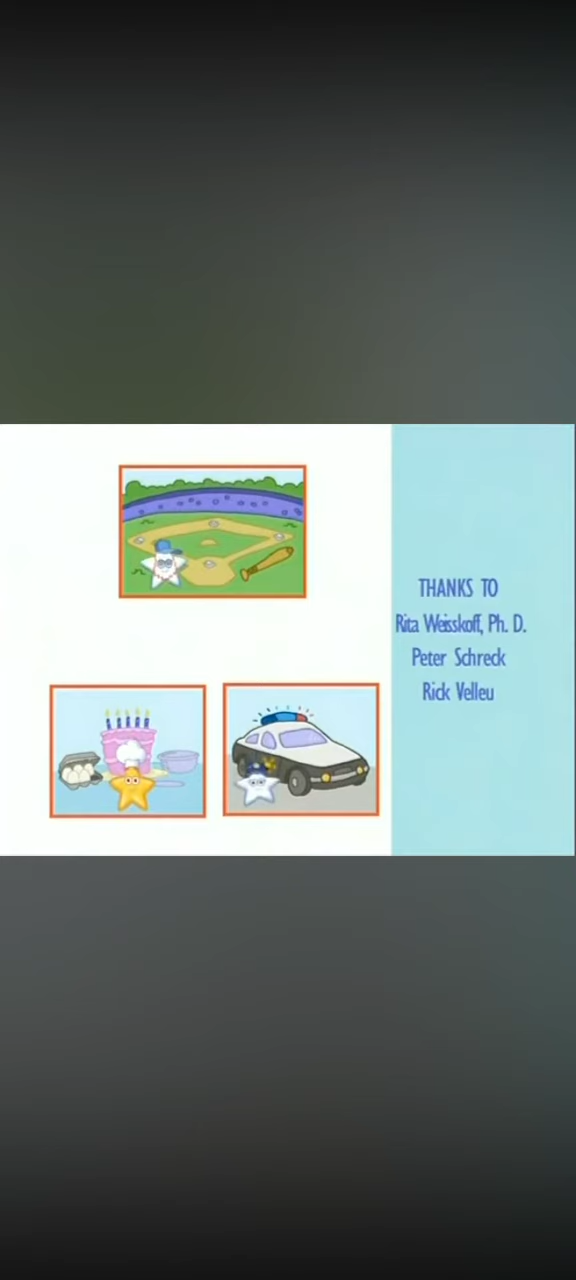 THANKS TO
Rita Weisskoff, Ph. D.
Peter Schreck
Rick Velleu